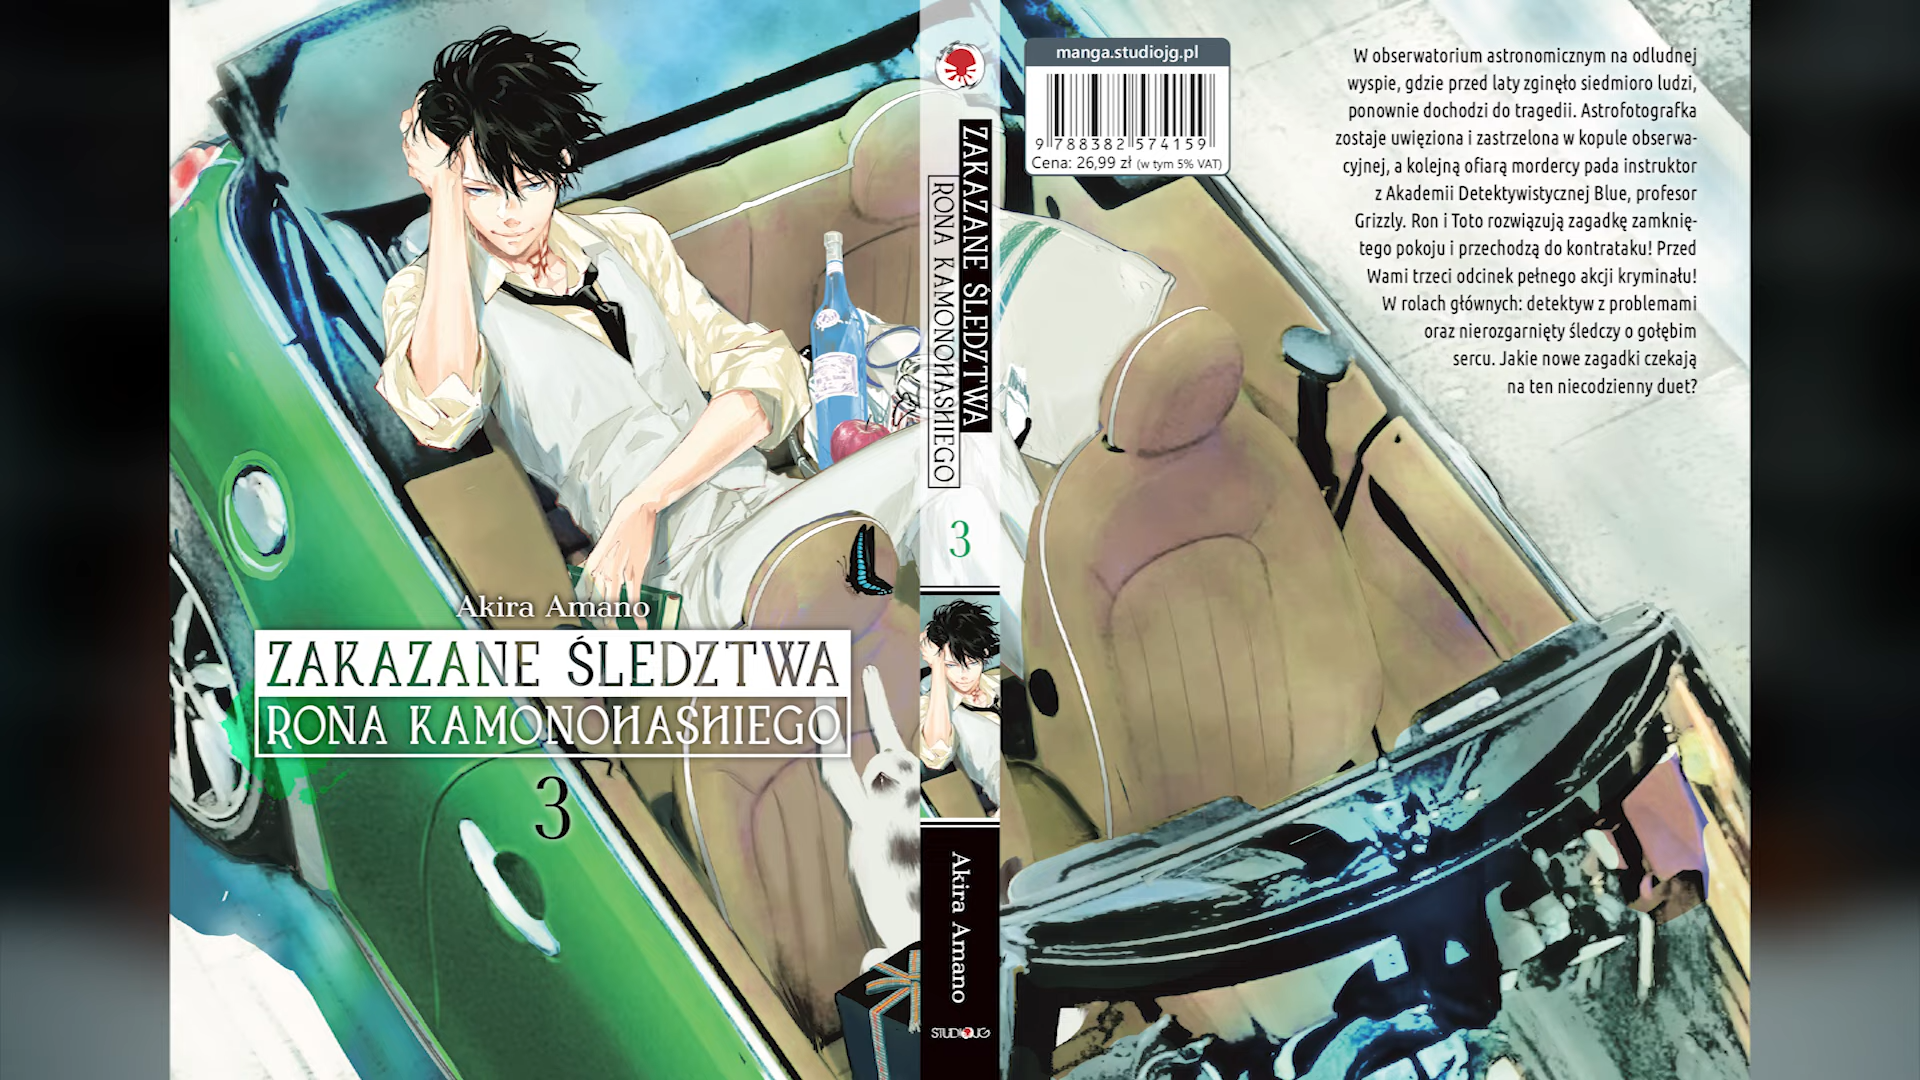 Akira Amano
ZAKAZANE ŚLEDZTWA
RONA KAMONOHASHIEGO
3
ZAKAZANE ŚLEDZTWA
RONA KAMONOHASHIEGO
3
Akira Amano
STUDIOJG
manga.studiojg.pl
9 788382 574159
Cena: 26,99 zł (w tym 5% VAT)
W obserwatorium astronomicznym na odludnej
wyspie, gdzie przed laty zginęło siedmioro ludzi,
ponownie dochodzi do tragedii. Astrofotografka
zostaje uwięziona i zastrzelona w kopule obserwa-
cyjnej, a kolejną ofiarą mordercy pada instruktor
z Akademii Detektywistycznej Blue, profesor
Grizzly. Ron i Toto rozwiązują zagadkę zamknię-
tego pokoju i przechodzą do kontrataku! Przed
Wami trzeci odcinek pełnego akcji kryminału!
W rolach głównych: detektyw z problemami
oraz nierozgarnięty śledczy o gołębim
sercu. Jakie nowe zagadki czekają
na ten niecodzienny duet?